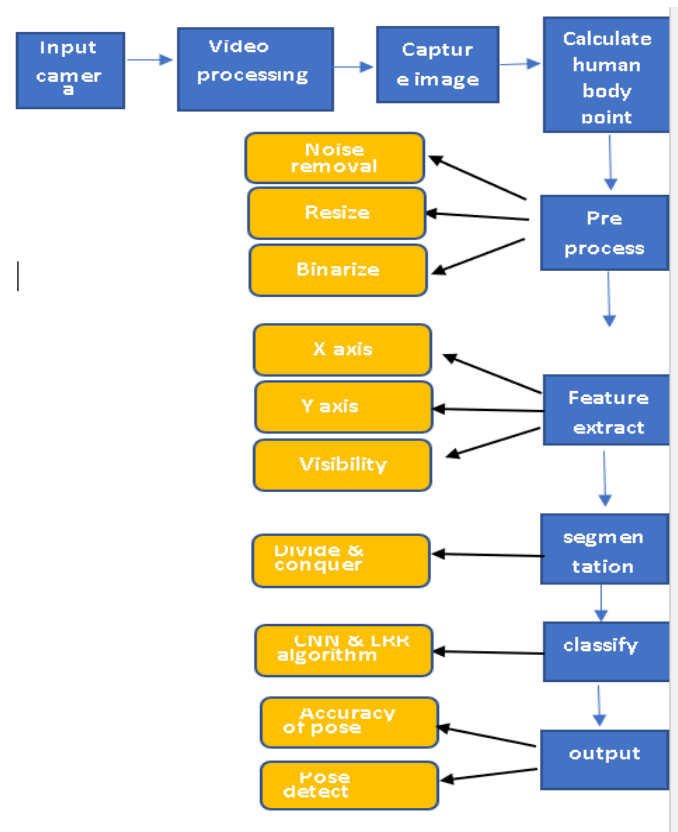 Input
camer
a
Video
processing
Captur
e image
Calculate
human
body
point
Noise
removal
Resize
Binarize
Pre
process
X axis
Y axis
Visibility
Feature
extract
Divide &
conquer
segmen
tation
CNN & LRR
algorithm
classify
Accuracy
of pose
Pose
detect
output